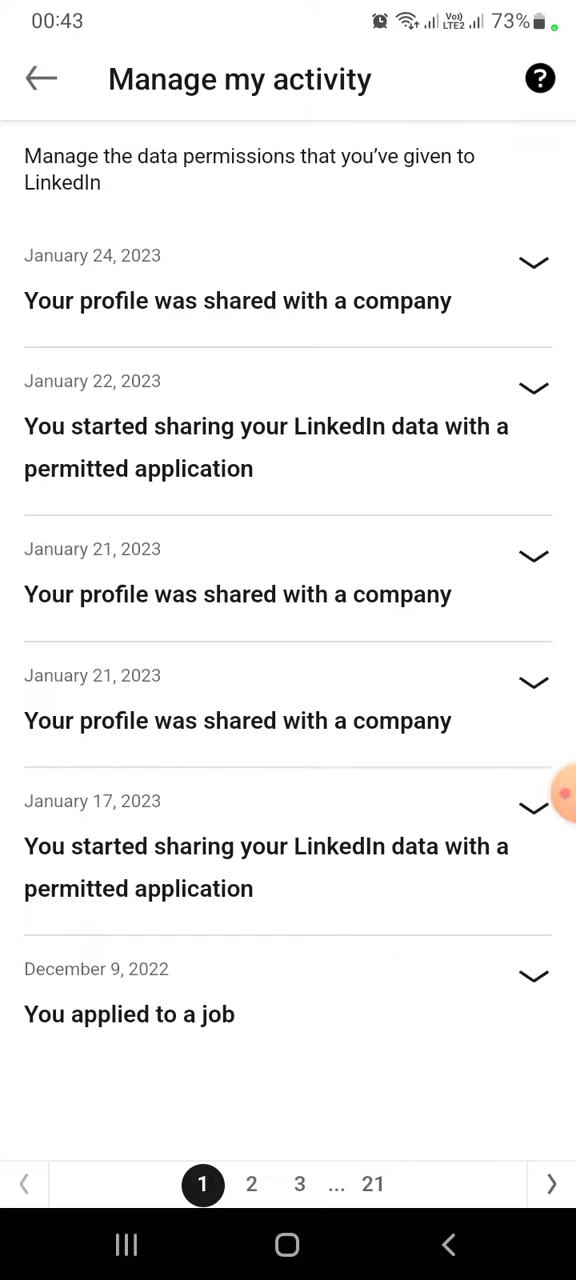 00:43 Vo)) LTE2 73%
Manage my activity ?
Manage the data permissions that you’ve given to
LinkedIn
January 24, 2023
Your profile was shared with a company
January 22, 2023
You started sharing your LinkedIn data with a
permitted application
January 21, 2023
Your profile was shared with a company
January 21, 2023
Your profile was shared with a company
January 17, 2023
You started sharing your LinkedIn data with a
permitted application
December 9, 2022
You applied to a job
1 2 3 ... 21